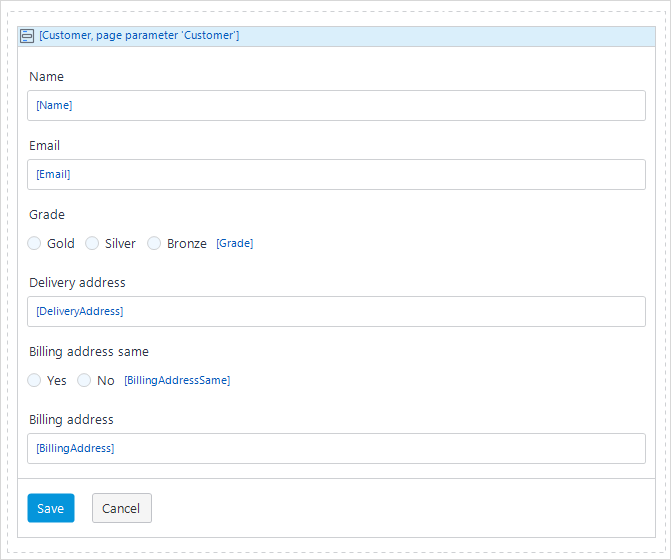 [Customer, page parameter 'Customer']
Name
[Name]
Email
[Email]
Grade
Gold Silver Bronze [Grade]
Delivery address
[DeliveryAddress]
Billing address same
Yes No [BillingAddressSame]
Billing address
[BillingAddress]
Save Cancel